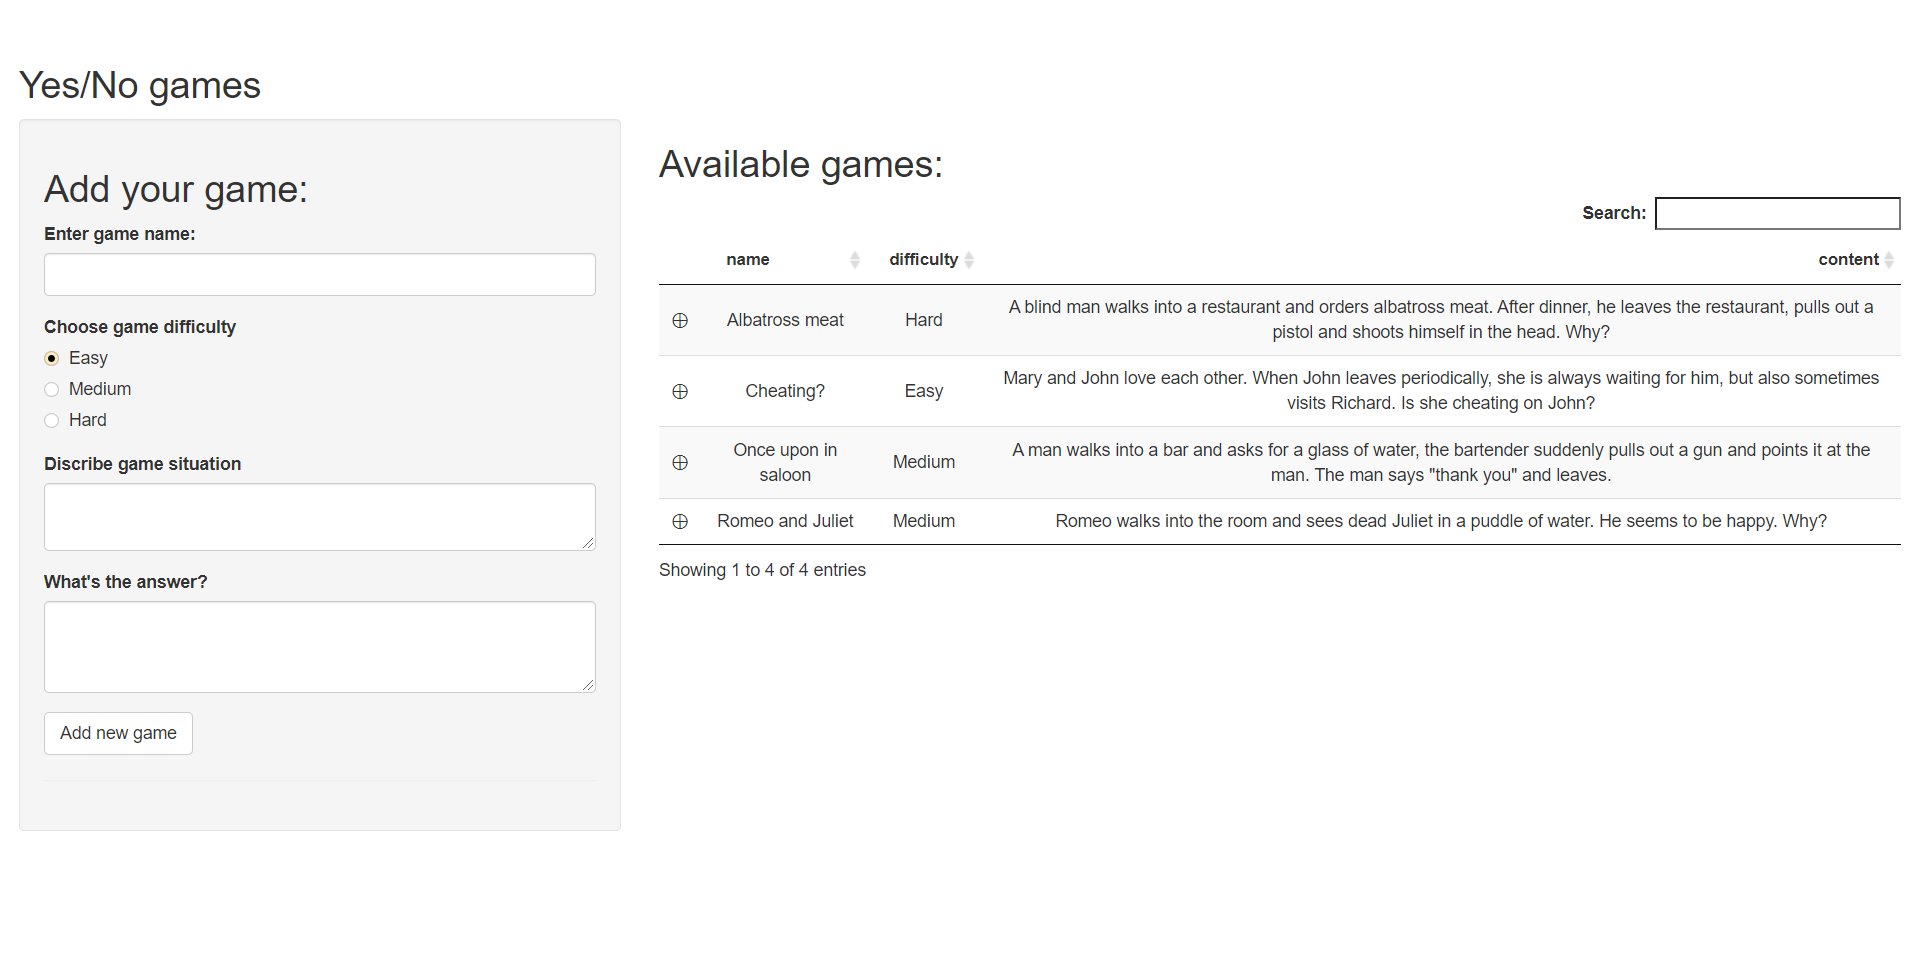 Yes/No games
Add your game:
Enter game name:
Choose game difficulty
Easy
Medium
Hard
Discribe game situation
What's the answer?
Add new game
Available games:
Search:
name difficulty content
Albatross meat Hard A blind man walks into a restaurant and orders albatross meat. After dinner, he leaves the restaurant, pulls out a
pistol and shoots himself in the head. Why?
Cheating? Easy Mary and John love each other. When John leaves periodically, she is always waiting for him, but also sometimes
visits Richard. Is she cheating on John?
Once upon in
saloon Medium A man walks into a bar and asks for a glass of water, the bartender suddenly pulls out a gun and points it at the
man. The man says "thank you" and leaves.
Romeo and Juliet Medium Romeo walks into the room and sees dead Juliet in a puddle of water. He seems to be happy. Why?
Showing 1 to 4 of 4 entries